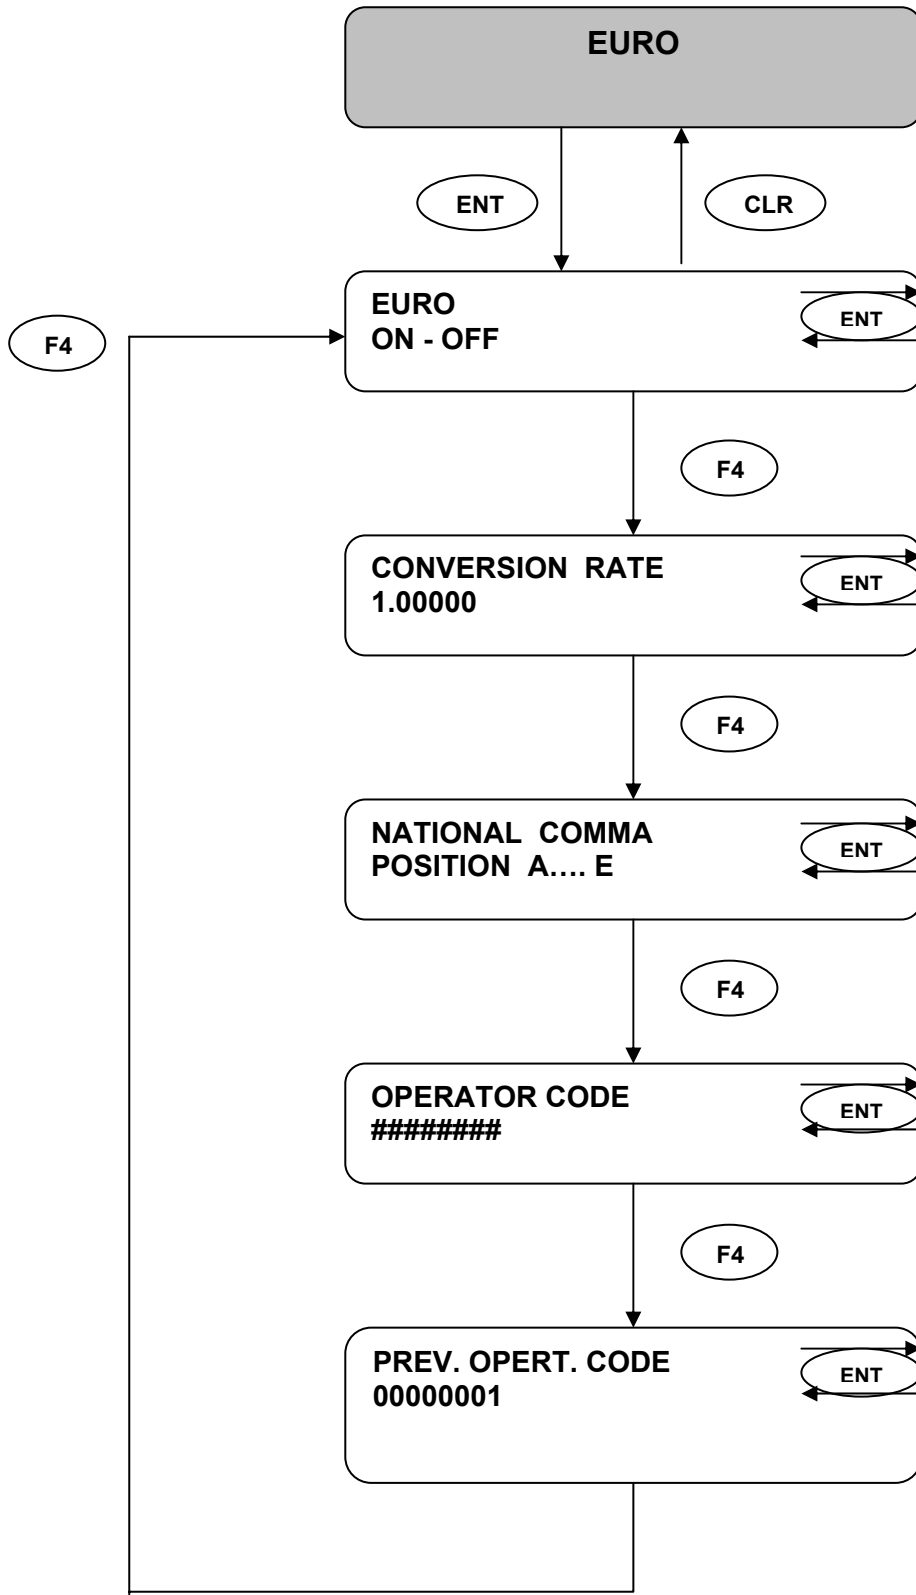 EURO
ENT
CLR
EURO
ON - OFF
ENT
F4
F4
CONVERSION RATE
1.00000
ENT
F4
NATIONAL COMMA
POSITION A.... E
ENT
F4
OPERATOR CODE
########
ENT
F4
PREV. OPERT. CODE
00000001
ENT